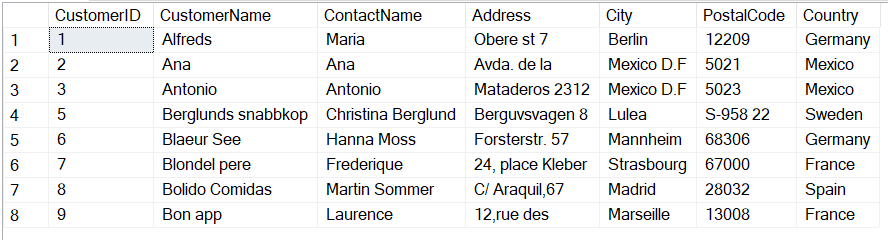 CustomerID CustomerName ContactName Address City PostalCode Country
1 1 Alfreds Maria Obere st 7 Berlin 12209 Germany
2 2 Ana Ana Avda. de la Mexico D.F 5021 Mexico
3 3 Antonio Antonio Mataderos 2312 Mexico D.F 5023 Mexico
4 5 Berglunds snabbkop Christina Berglund Berguvsvagen 8 Lulea S-958 22 Sweden
5 6 Blaeur See Hanna Moss Forsterstr. 57 Mannheim 68306 Germany
6 7 Blondel pere Frederique 24, place Kleber Strasbourg 67000 France
7 8 Bolido Comidas Martin Sommer C/ Araquil,67 Madrid 28032 Spain
8 9 Bon app Laurence 12,rue des Marseille 13008 France